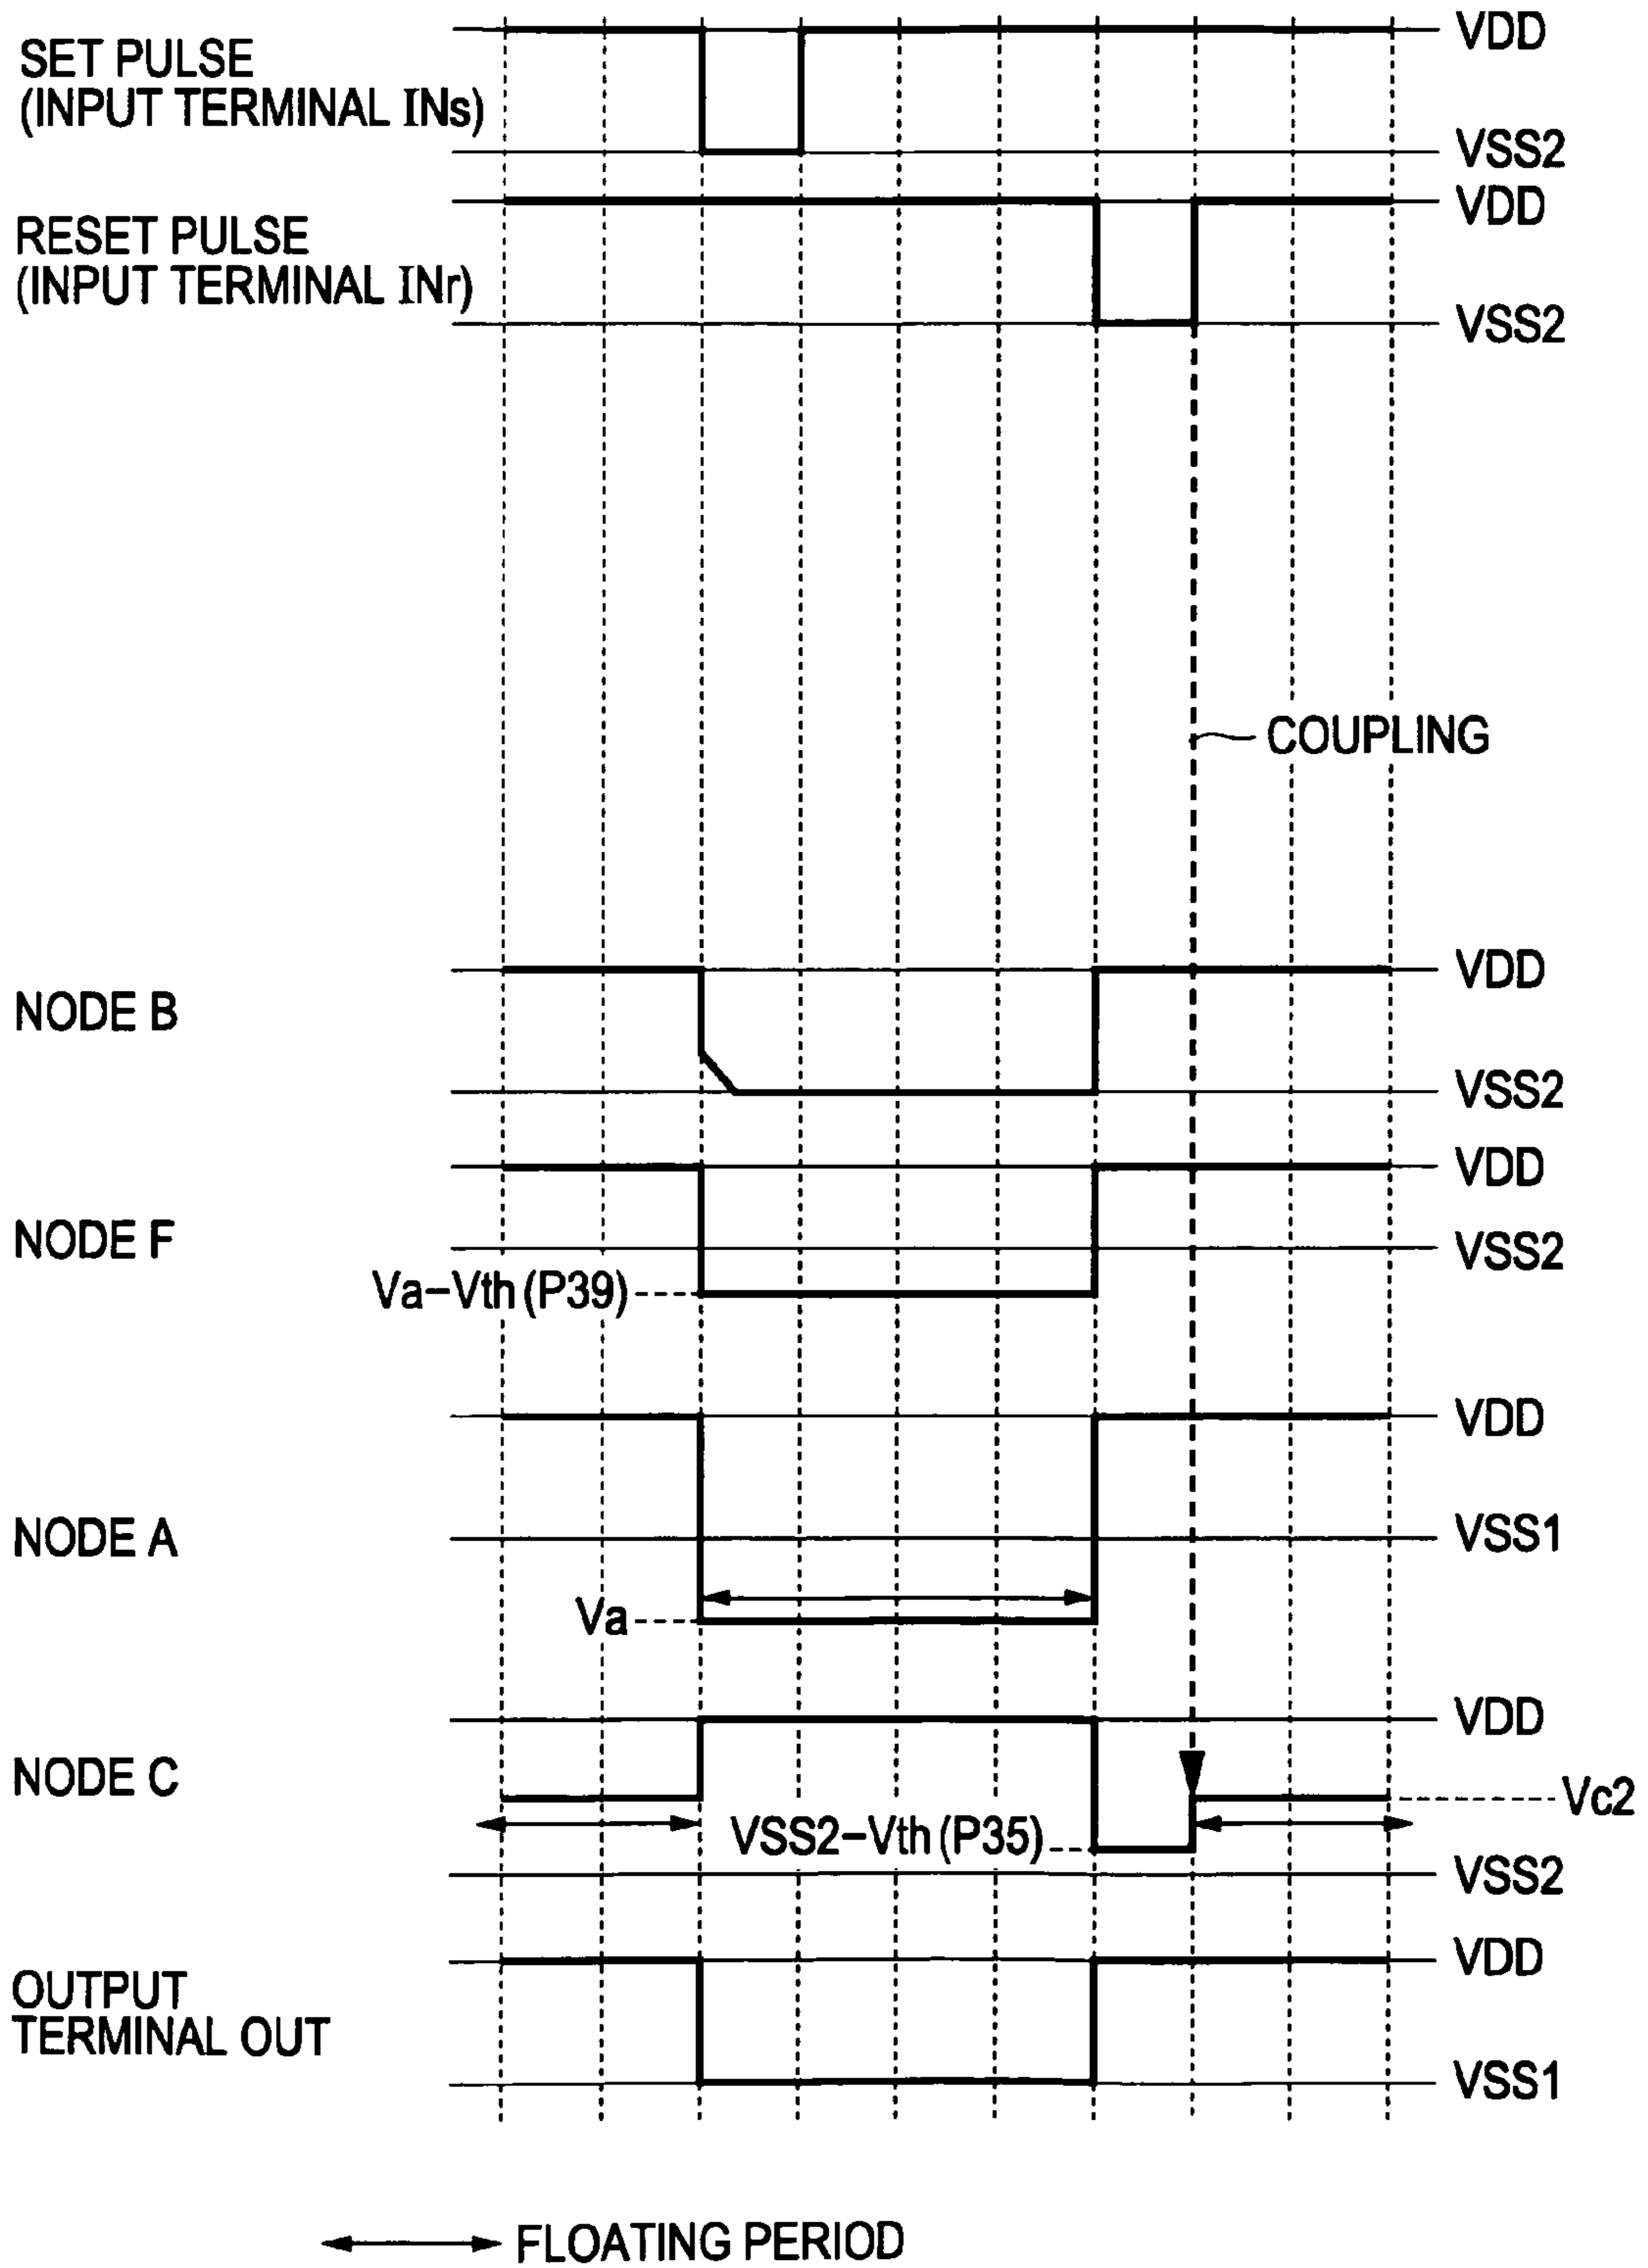 SET PULSE
(INPUT TERMINAL INs)
VDD
VSS2
RESET PULSE
(INPUT TERMINAL INr)
VDD
VSS2
COUPLING
NODE B
VDD
VSS2
NODE F
VDD
VSS2
Va-Vth (P39)
NODE A
VDD
VSS1
Va
NODE C
VDD
Vc2
VSS2-Vth (P35)
VSS2
OUTPUT
TERMINAL OUT
VDD
VSS1
FLOATING PERIOD